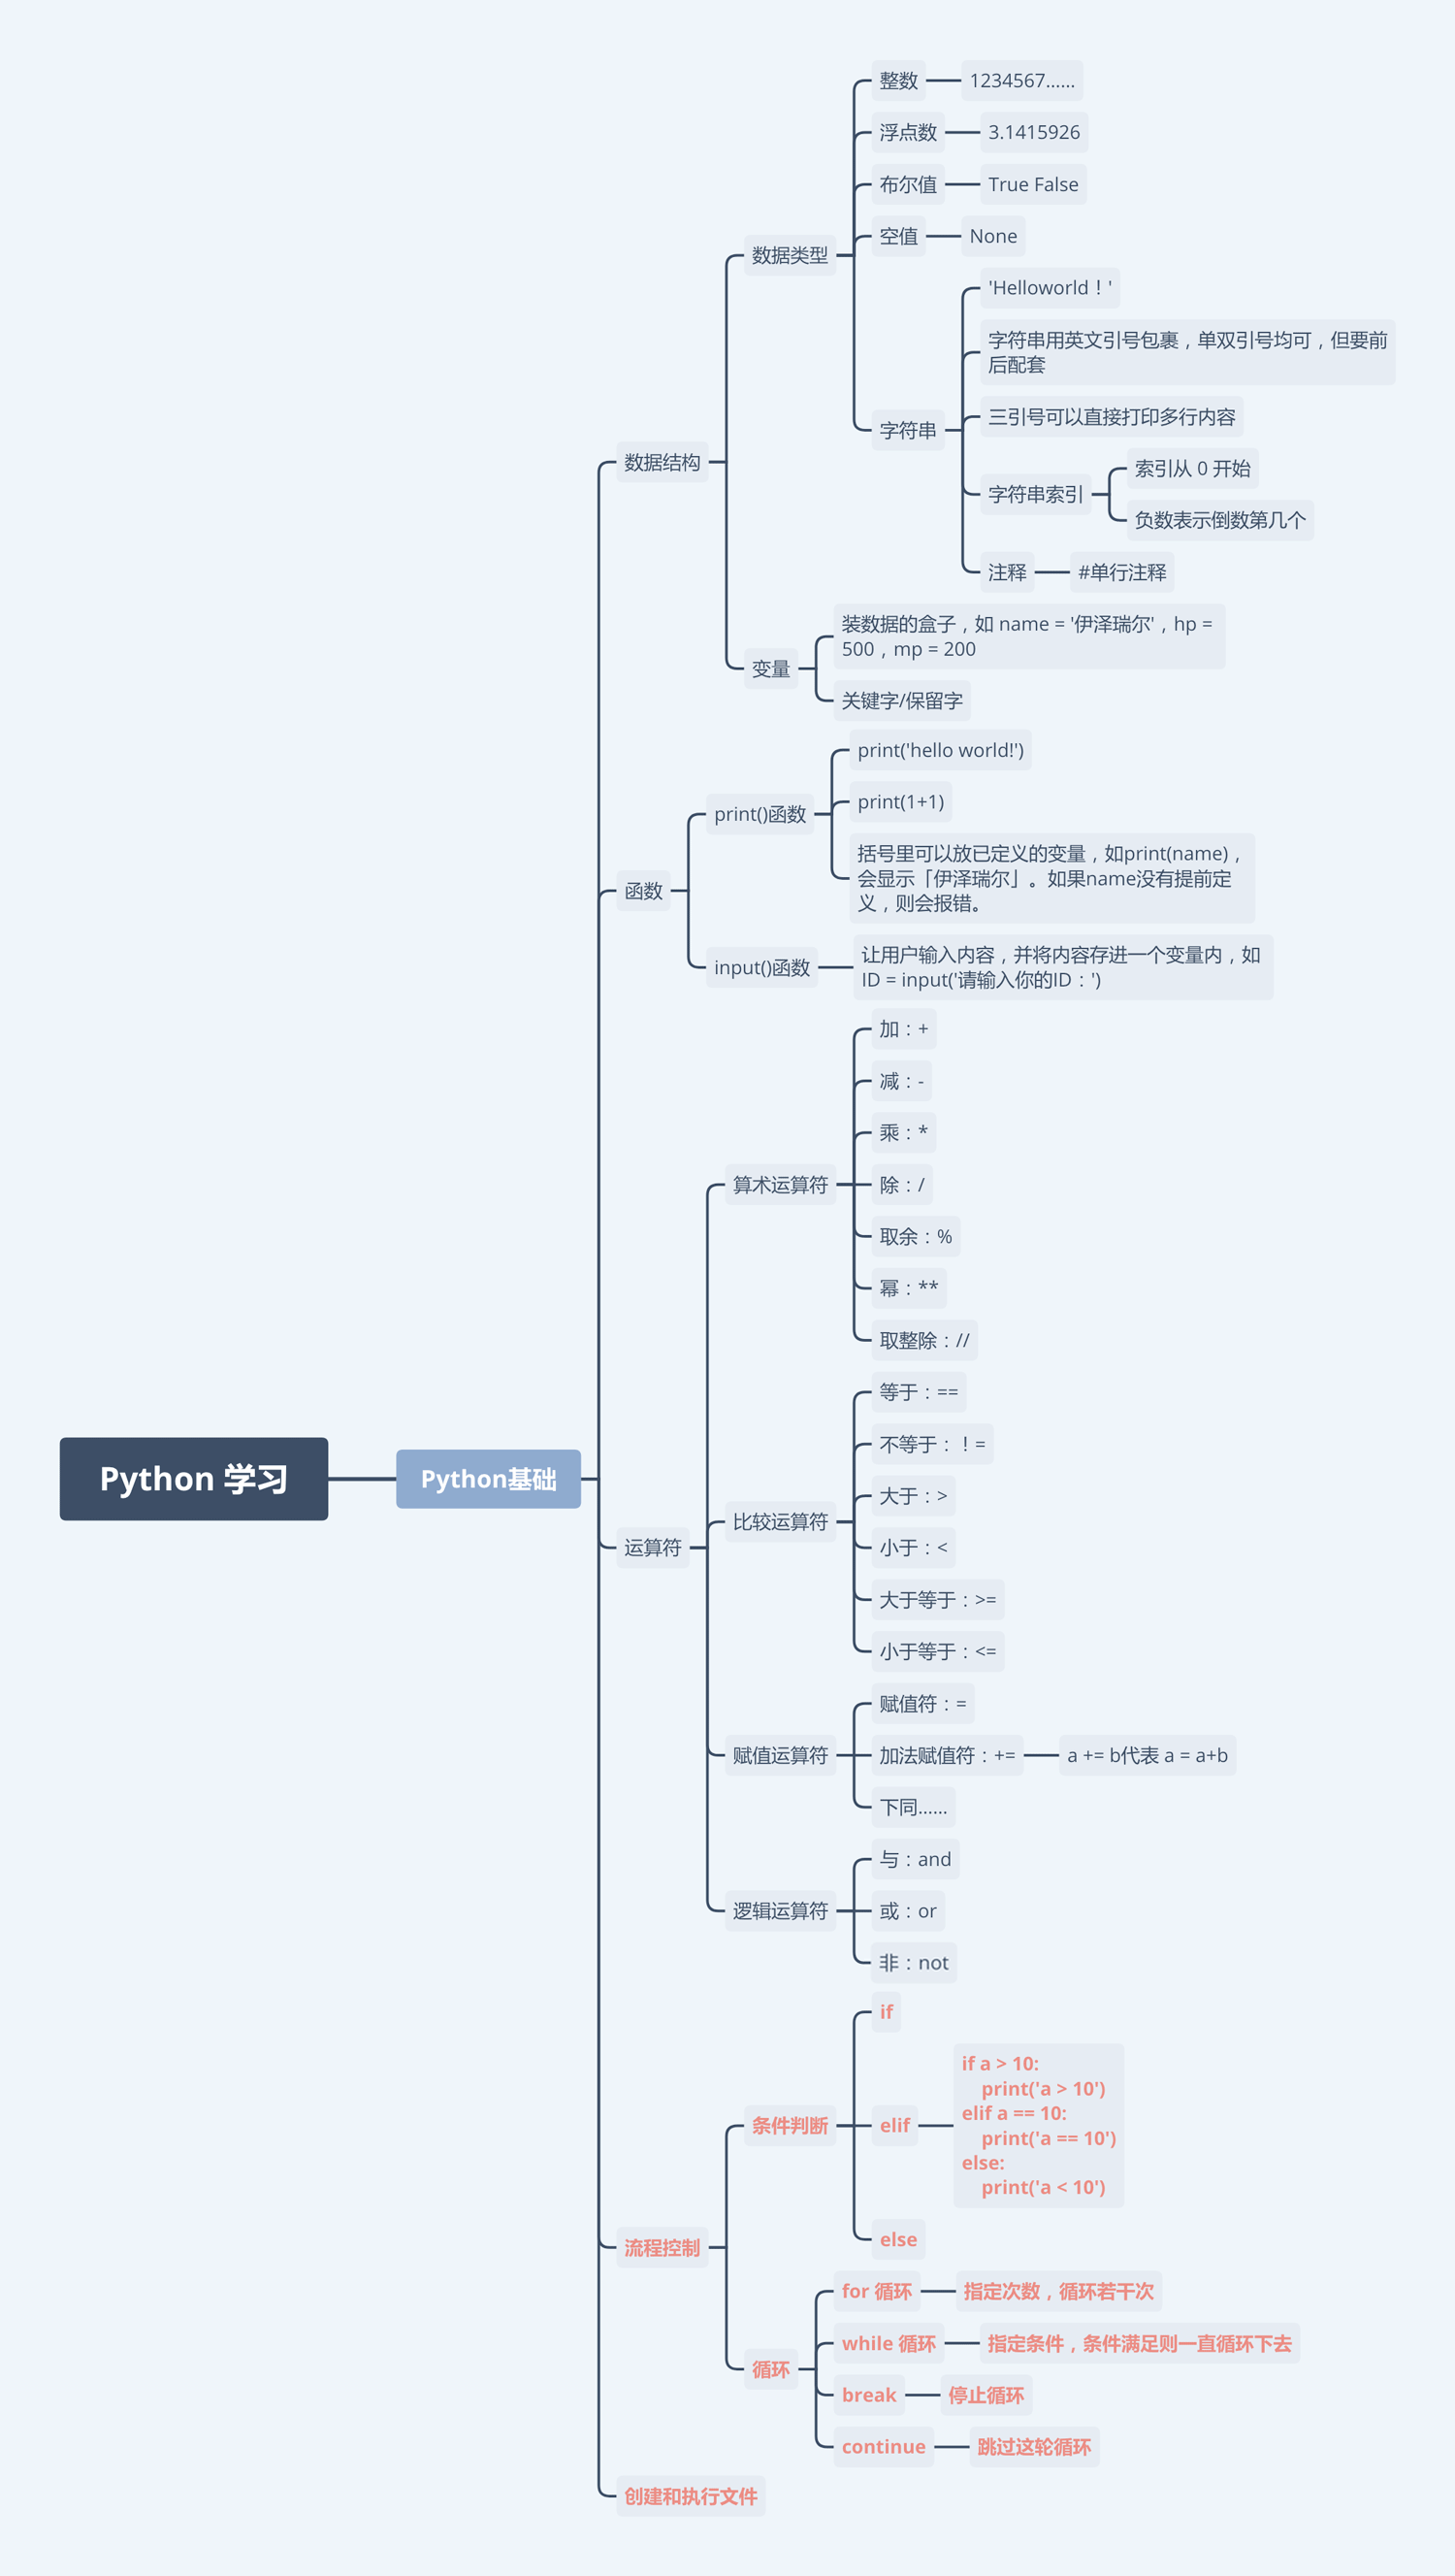 Python 学习
Python基础
数据结构
数据类型
整数
1234567……
浮点数
3.1415926
布尔值
True False
空值
None
字符串
'Helloworld！'
字符串用英文引号包裹，单双引号均可，但要前
后配套
三引号可以直接打印多行内容
字符串索引
索引从 0 开始
负数表示倒数第几个
注释
#单行注释
变量
装数据的盒子，如 name = '伊泽瑞尔'，hp =
500，mp = 200
关键字/保留字
函数
print()函数
print('hello world!')
print(1+1)
括号里可以放已定义的变量，如print(name)，
会显示「伊泽瑞尔」。如果name没有提前定
义，则会报错。
input()函数
让用户输入内容，并将内容存进一个变量内，如
ID = input('请输入你的ID：')
运算符
算术运算符
加：+
减：-
乘：*
除：/
取余：%
幂：**
取整除：//
比较运算符
等于：==
不等于：！=
大于：>
小于：<
大于等于：>=
小于等于：<=
赋值运算符
赋值符：=
加法赋值符：+=
a += b代表 a = a+b
下同……
逻辑运算符
与：and
或：or
非：not
流程控制
条件判断
if
elif
if a > 10:
    print('a > 10')
elif a == 10:
    print('a == 10')
else:
    print('a < 10')
else
循环
for 循环
指定次数，循环若干次
while 循环
指定条件，条件满足则一直循环下去
break
停止循环
continue
跳过这轮循环
创建和执行文件